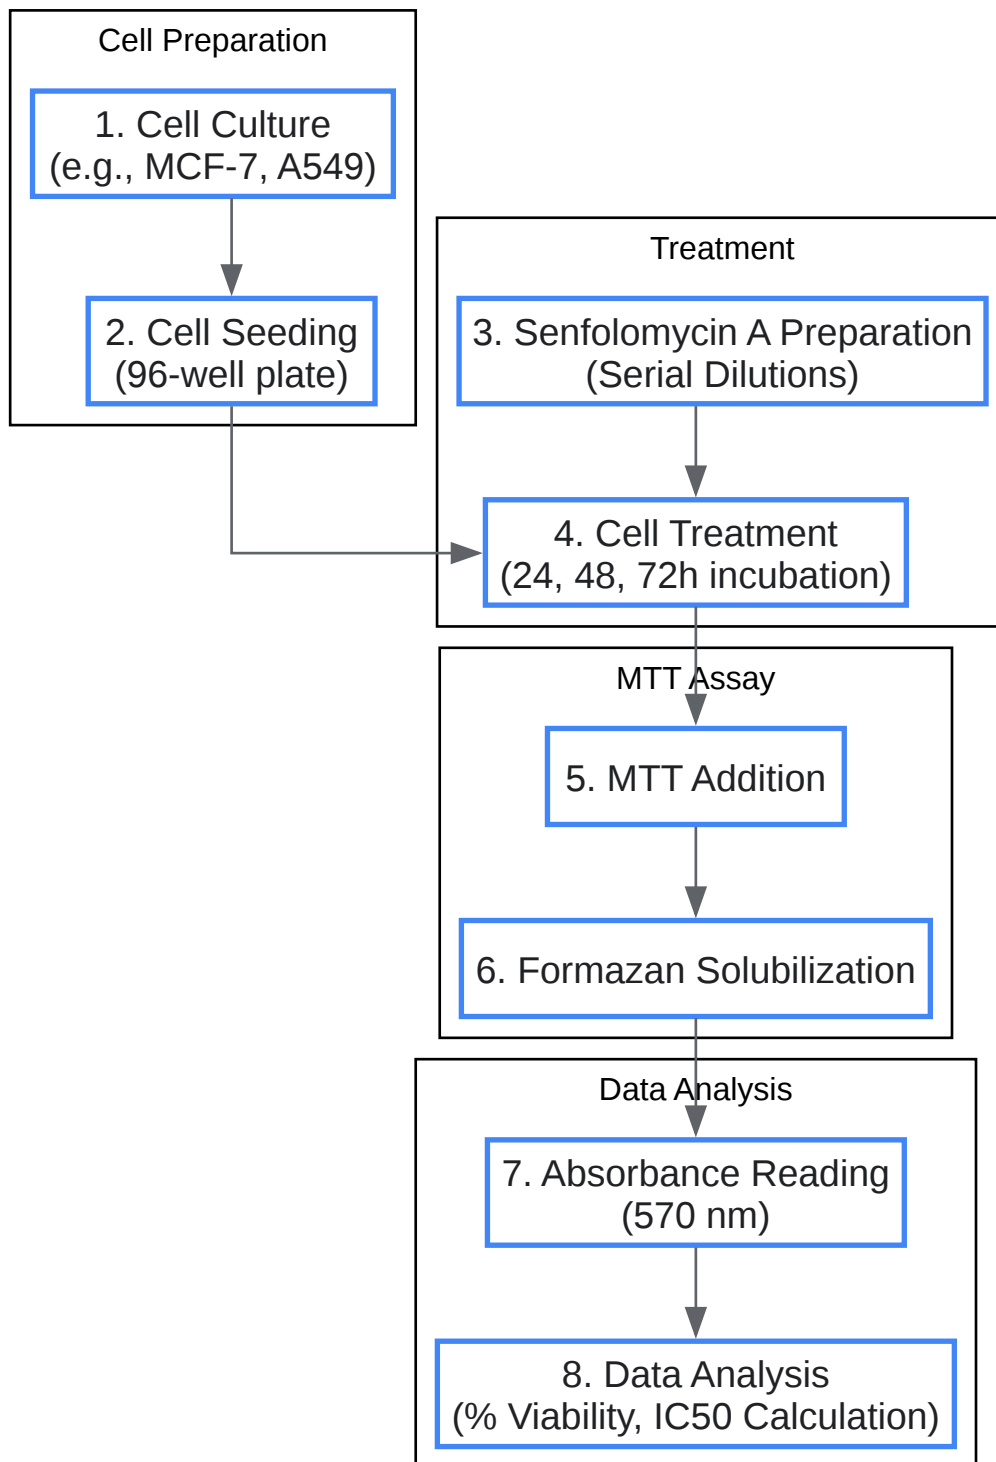 Cell Preparation
1. Cell Culture
(e.g., MCF-7, A549)
2. Cell Seeding
(96-well plate)
Treatment
3. Senfolomycin A Preparation
(Serial Dilutions)
4. Cell Treatment
(24, 48, 72h incubation)
MTT Assay
5. MTT Addition
6. Formazan Solubilization
Data Analysis
7. Absorbance Reading
(570 nm)
8. Data Analysis
(% Viability, IC50 Calculation)